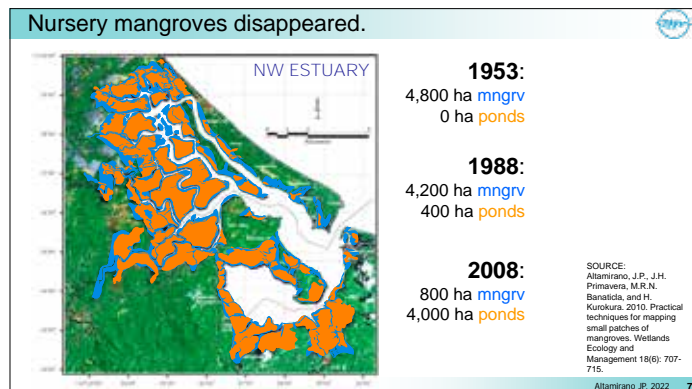 Nursery mangroves disappeared.
NW ESTUARY
1953:
4,800 ha mngrv
0 ha ponds
1988:
4,200 ha mngrv
400 ha ponds
2008:
800 ha mngrv
4,000 ha ponds
SOURCE:
Altamirano, J.P., J.H.
Primavera, M.R.N.
Banaticla, and H.
Kurokura. 2010. Practical
techniques for mapping
small patches of
mangroves. Wetlands
Ecology and
Management 18(6): 707-
715.
Altamirano JP, 2022 7